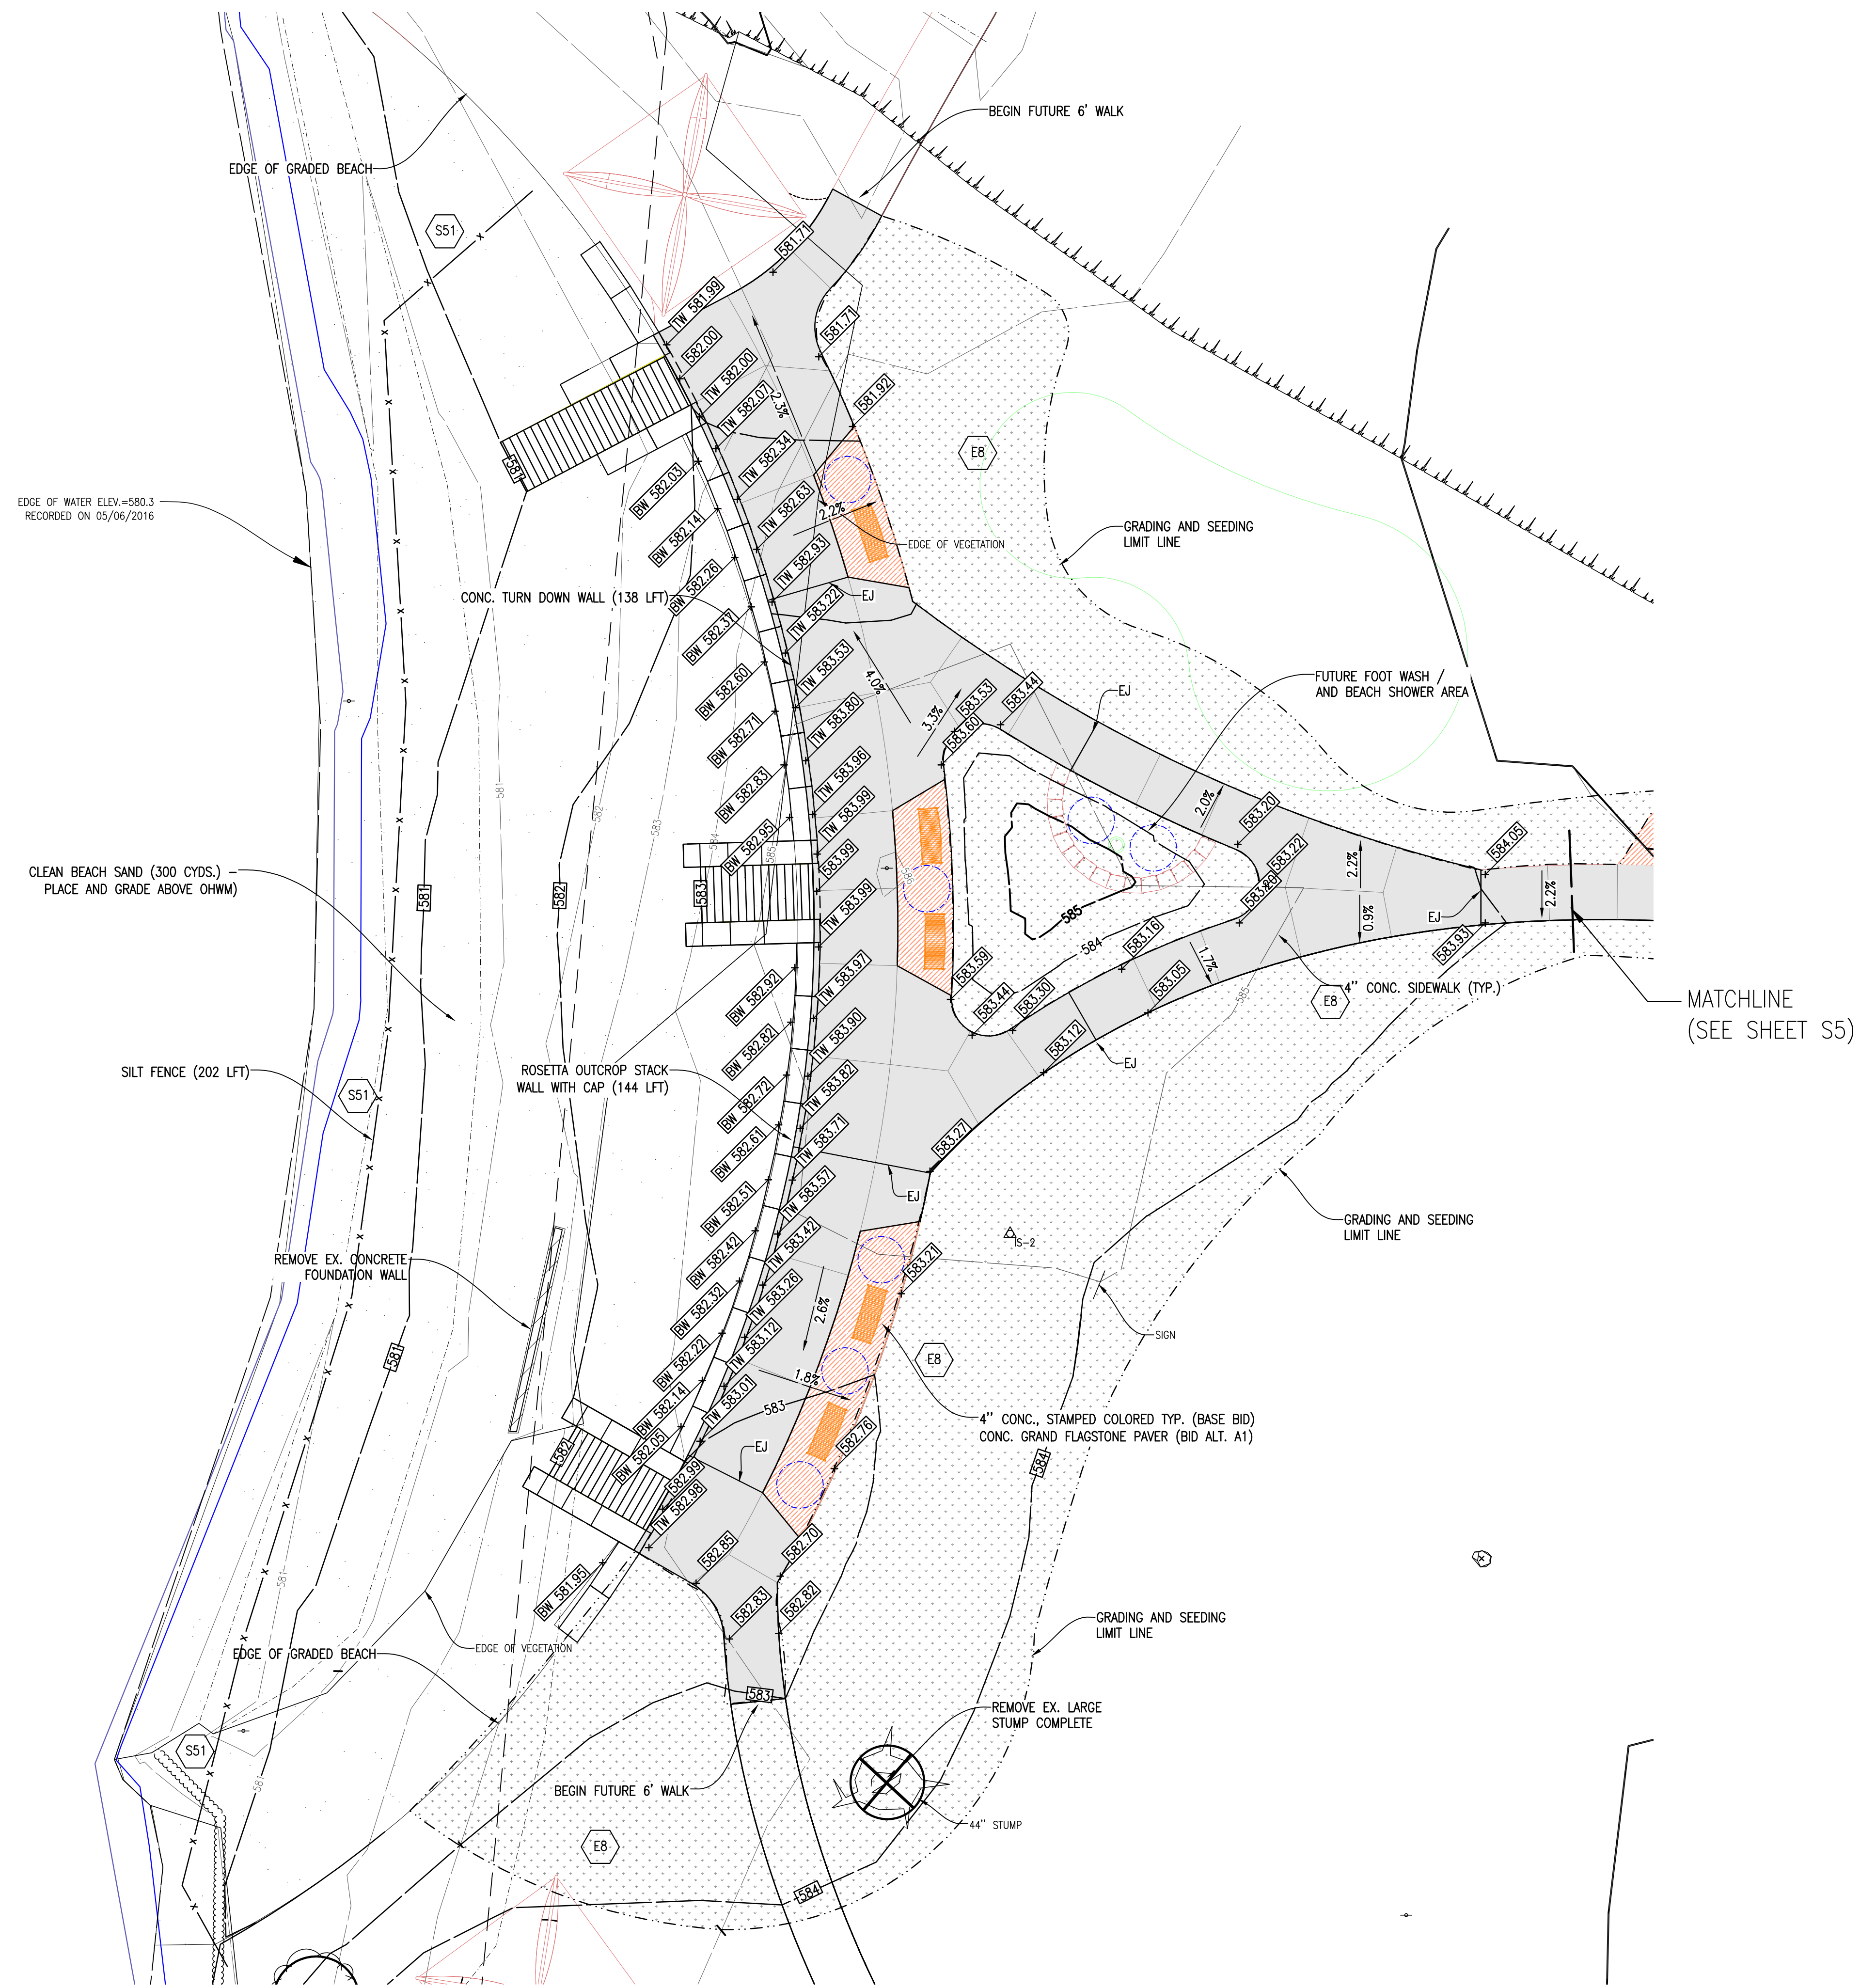 BEGIN FUTURE 6' WALK
EDGE OF GRADED BEACH
S51
581.71
TW 581.99
582.00
581.71
TW 582.00
TW 582.07
2.3%
581.92
TW 582.34
E8
581
BW 582.03
TW 582.63
EDGE OF WATER ELEV.=580.3
RECORDED ON 05/06/2016
BW 582.14
2.2%
GRADING AND SEEDING
LIMIT LINE
EDGE OF VEGETATION
TW 582.93
BW 582.26
CONC. TURN DOWN WALL (138 LFT)
EJ
TW 583.22
BW 582.37
TW 583.53
BW 582.60
4.0%
FUTURE FOOT WASH /
AND BEACH SHOWER AREA
EJ
583.53
583.44
TW 583.80
3.3%
583.60
BW 582.71
TW 583.96
581
BW 582.83
2.0%
583.20
582
583
TW 583.99
584
BW 582.95
585
583.99
583.22
584.05
2.2%
CLEAN BEACH SAND (300 CYDS.) –
PLACE AND GRADE ABOVE OHWM)
581
582
583
585
583.20
2.2%
TW 583.99
585
0.9%
EJ
583.93
584
583.16
1.7%
TW 583.97
583.59
BW 582.92
583.05
4" CONC. SIDEWALK (TYP.)
585
E8
MATCHLINE
(SEE SHEET S5)
583.44
583.30
TW 583.90
BW 582.82
583.12
EJ
SILT FENCE (202 LFT)
ROSETTA OUTCROP STACK
WALL WITH CAP (144 LFT)
S51
TW 583.82
BW 582.72
TW 583.71
583.27
BW 582.61
EJ
TW 583.57
BW 582.51
GRADING AND SEEDING
LIMIT LINE
IS-2
TW 583.42
BW 582.42
583.21
REMOVE EX. CONCRETE
FOUNDATION WALL
TW 583.26
BW 582.32
2.6%
SIGN
TW 583.12
BW 582.22
581
E8
1.8%
TW 583.01
BW 582.14
583
4" CONC., STAMPED COLORED TYP. (BASE BID)
CONC. GRAND FLAGSTONE PAVER (BID ALT. A1)
582.76
EJ
582
BW 582.05
584
582.99
TW 582.98
582.85
582.70
581
BW 581.95
582.83
582.82
GRADING AND SEEDING
LIMIT LINE
EDGE OF VEGETATION
EDGE OF GRADED BEACH
583
REMOVE EX. LARGE
STUMP COMPLETE
S51
581
BEGIN FUTURE 6' WALK
44" STUMP
E8
584